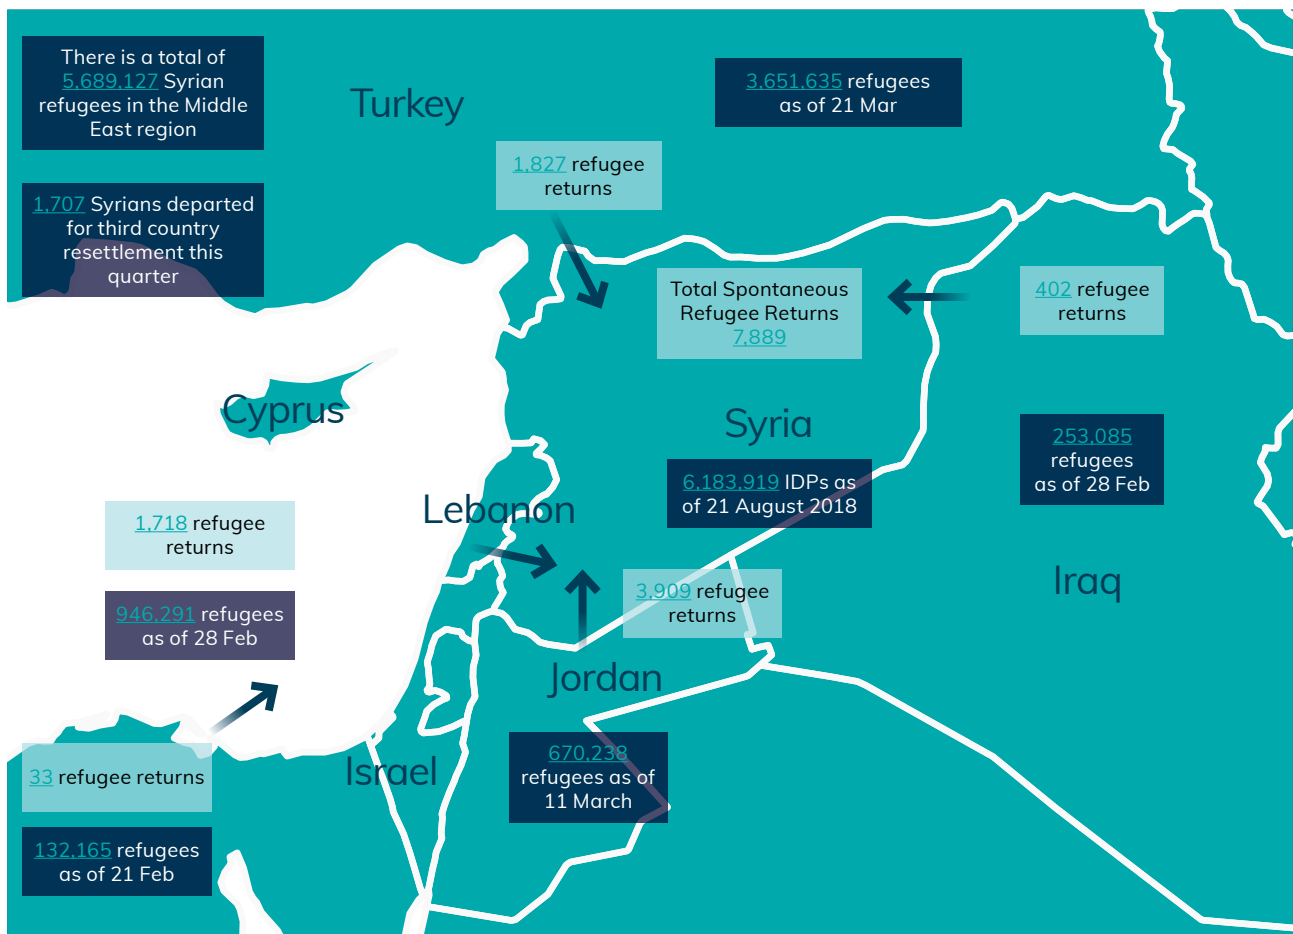 There is a total of
5,689,127 Syrian
refugees in the Middle
East region
Turkey
3,651,635 refugees
as of 21 Mar
1,827 refugee
returns
1,707 Syrians departed
for third country
resettlement this
quarter
Total Spontaneous
Refugee Returns
7,889
402 refugee
returns
Cyprus
Syria
253,085
refugees
as of 28 Feb
6,183,919 IDPs as
of 21 August 2018
Lebanon
1,718 refugee
returns
946,291 refugees
as of 28 Feb
3,909 refugee
returns
Iraq
Jordan
670,238
refugees as of
11 March
Israel
33 refugee returns
132,165 refugees
as of 21 Feb